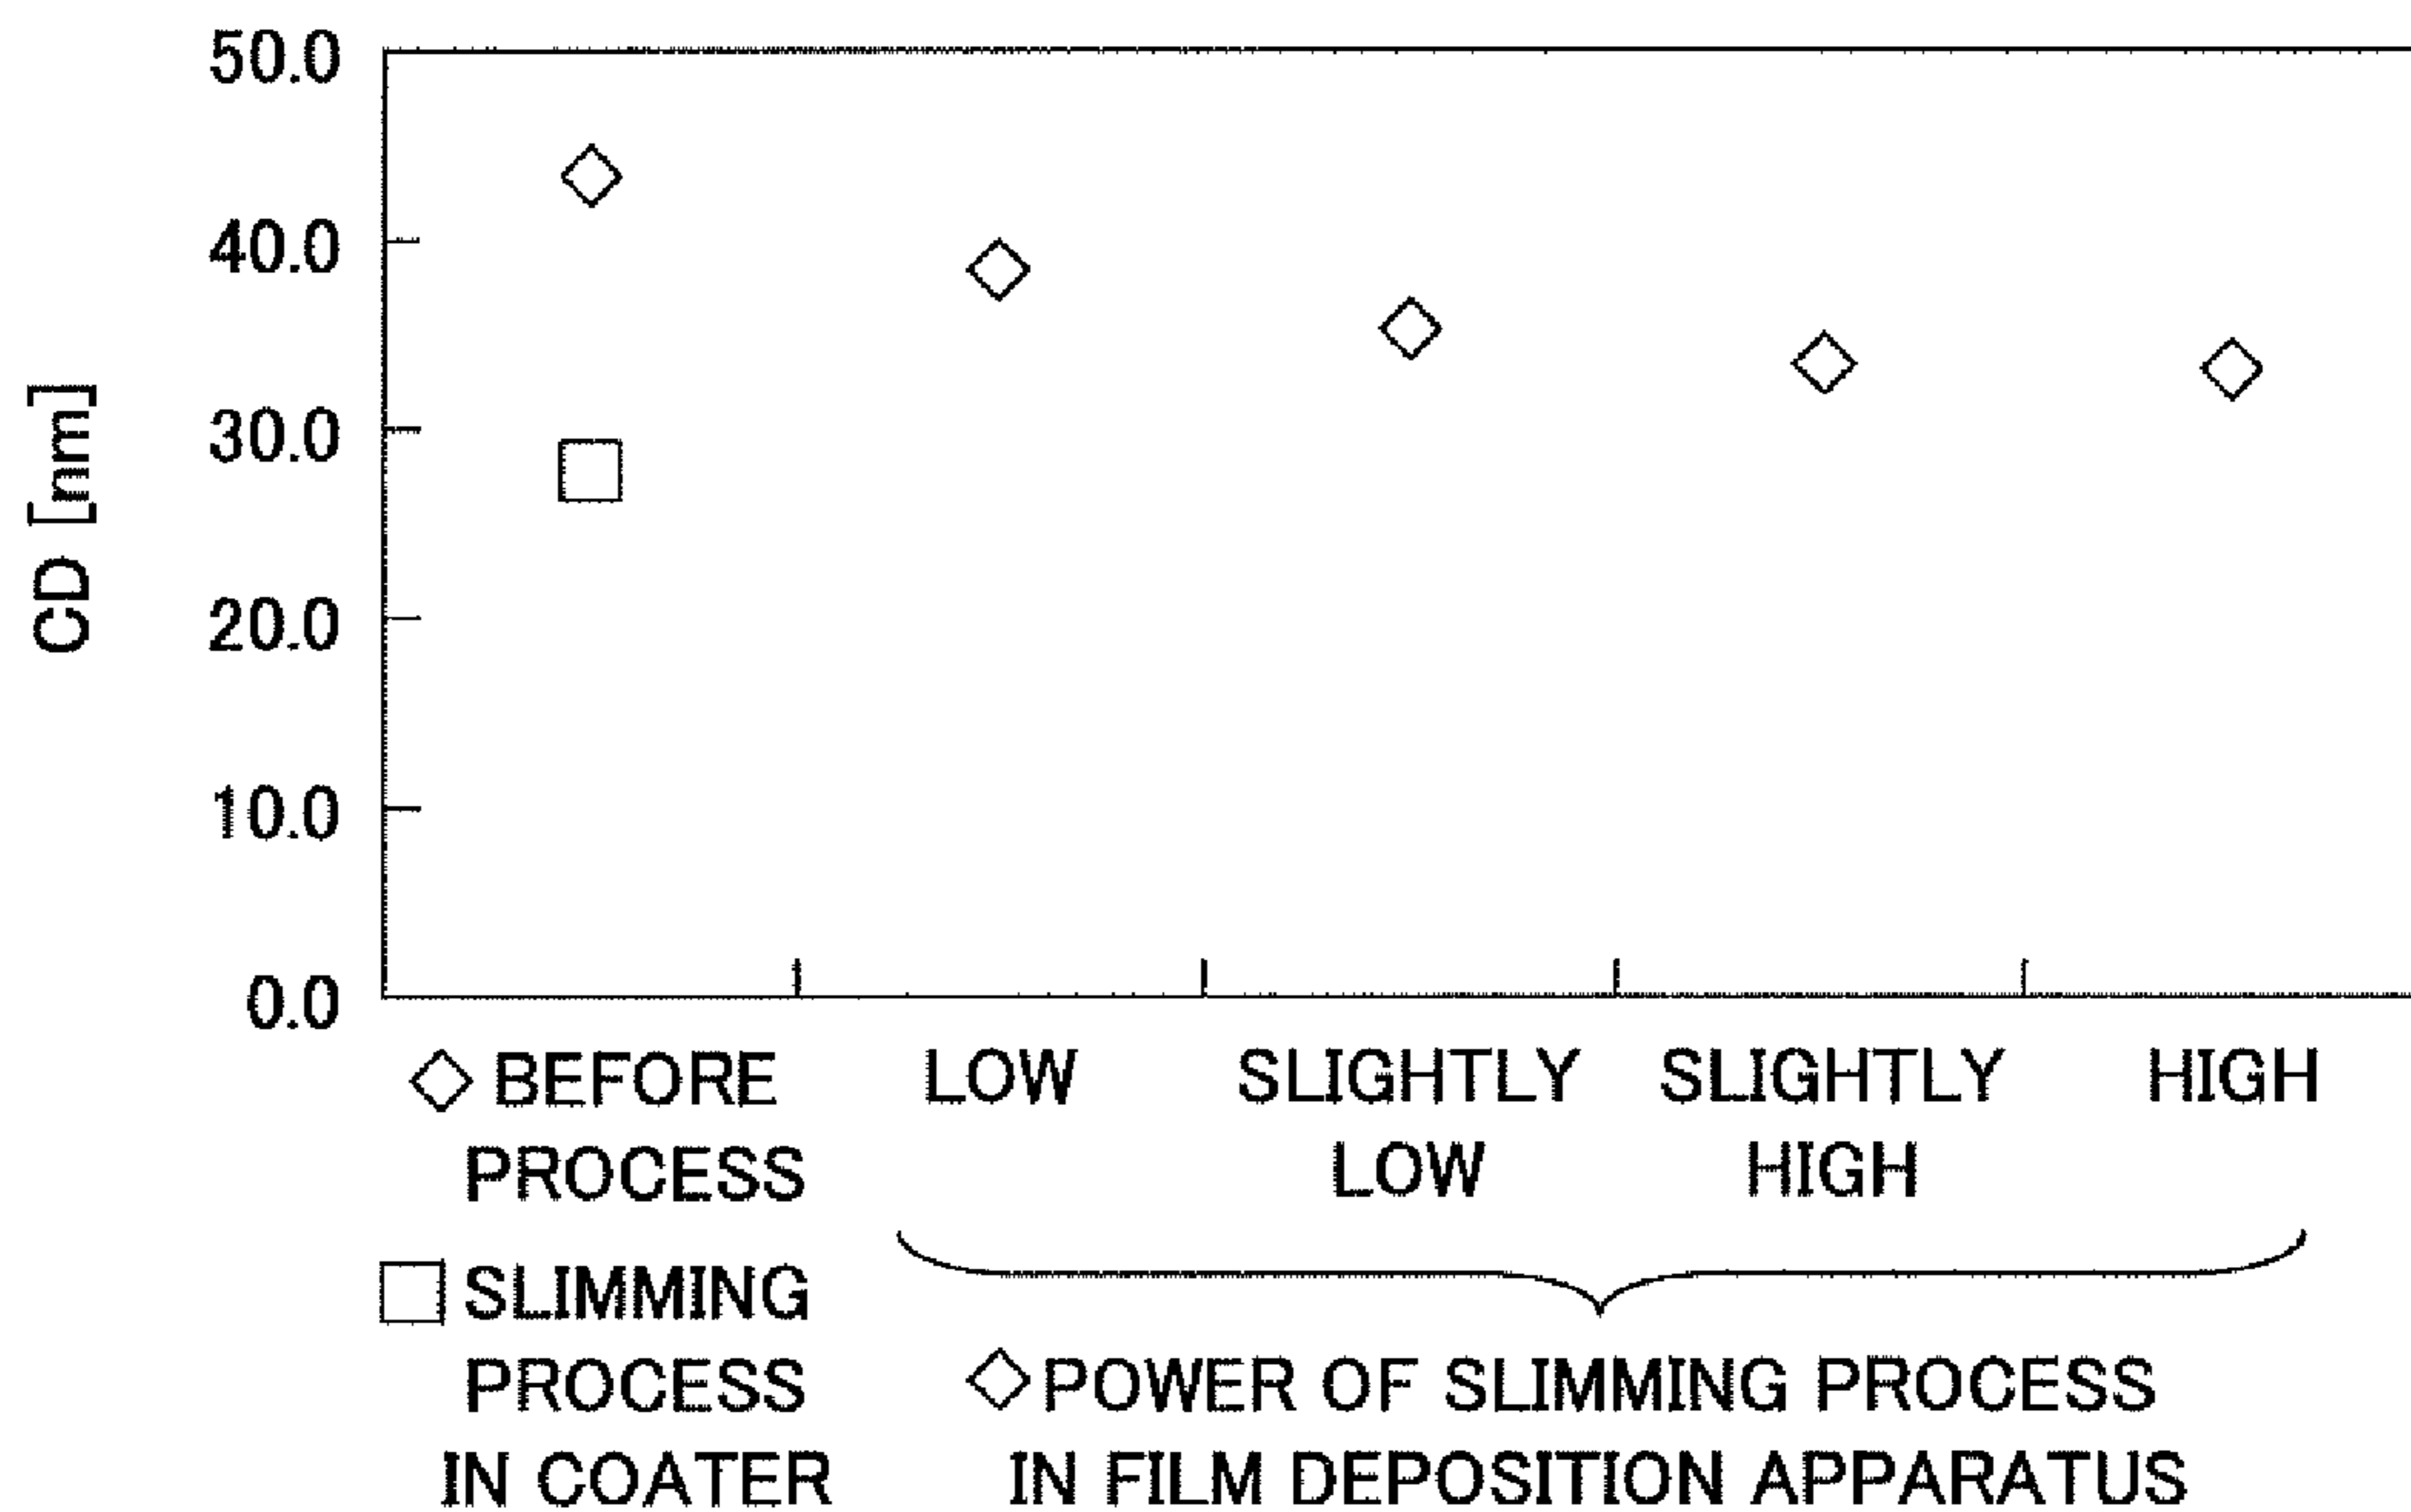 50.0
40.0
30.0
20.0
10.0
0.0
CD [nm]
BEFORE
PROCESS
SLIMMING
PROCESS
IN COATER
LOW
SLIGHTLY
LOW
SLIGHTLY
HIGH
HIGH
POWER OF SLIMMING PROCESS
IN FILM DEPOSITION APPARATUS